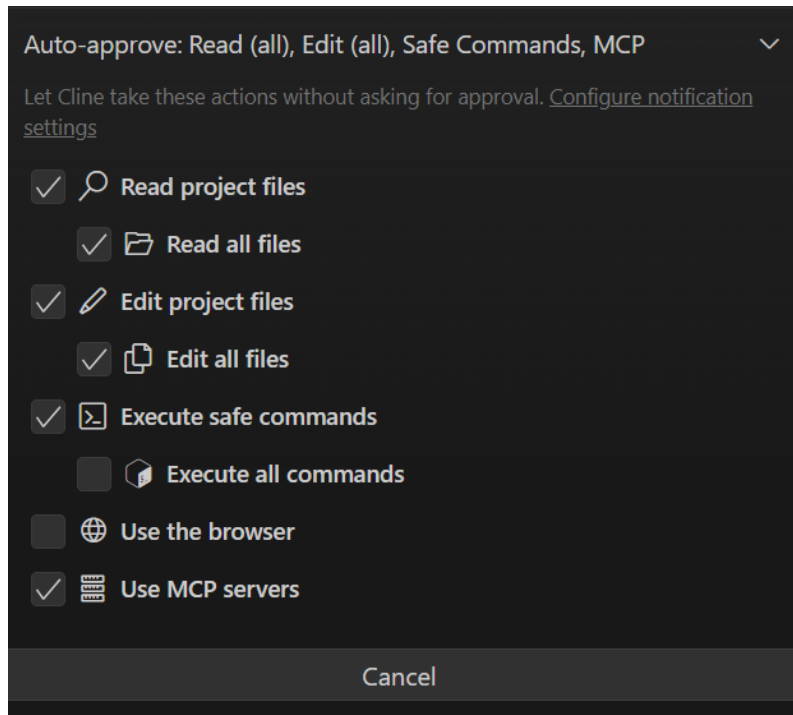 Auto-approve: Read (all), Edit (all), Safe Commands, MCP
Let Cline take these actions without asking for approval. Configure notification
settings
Read project files
Read all files
Edit project files
Edit all files
Execute safe commands
Execute all commands
Use the browser
Use MCP servers
Cancel